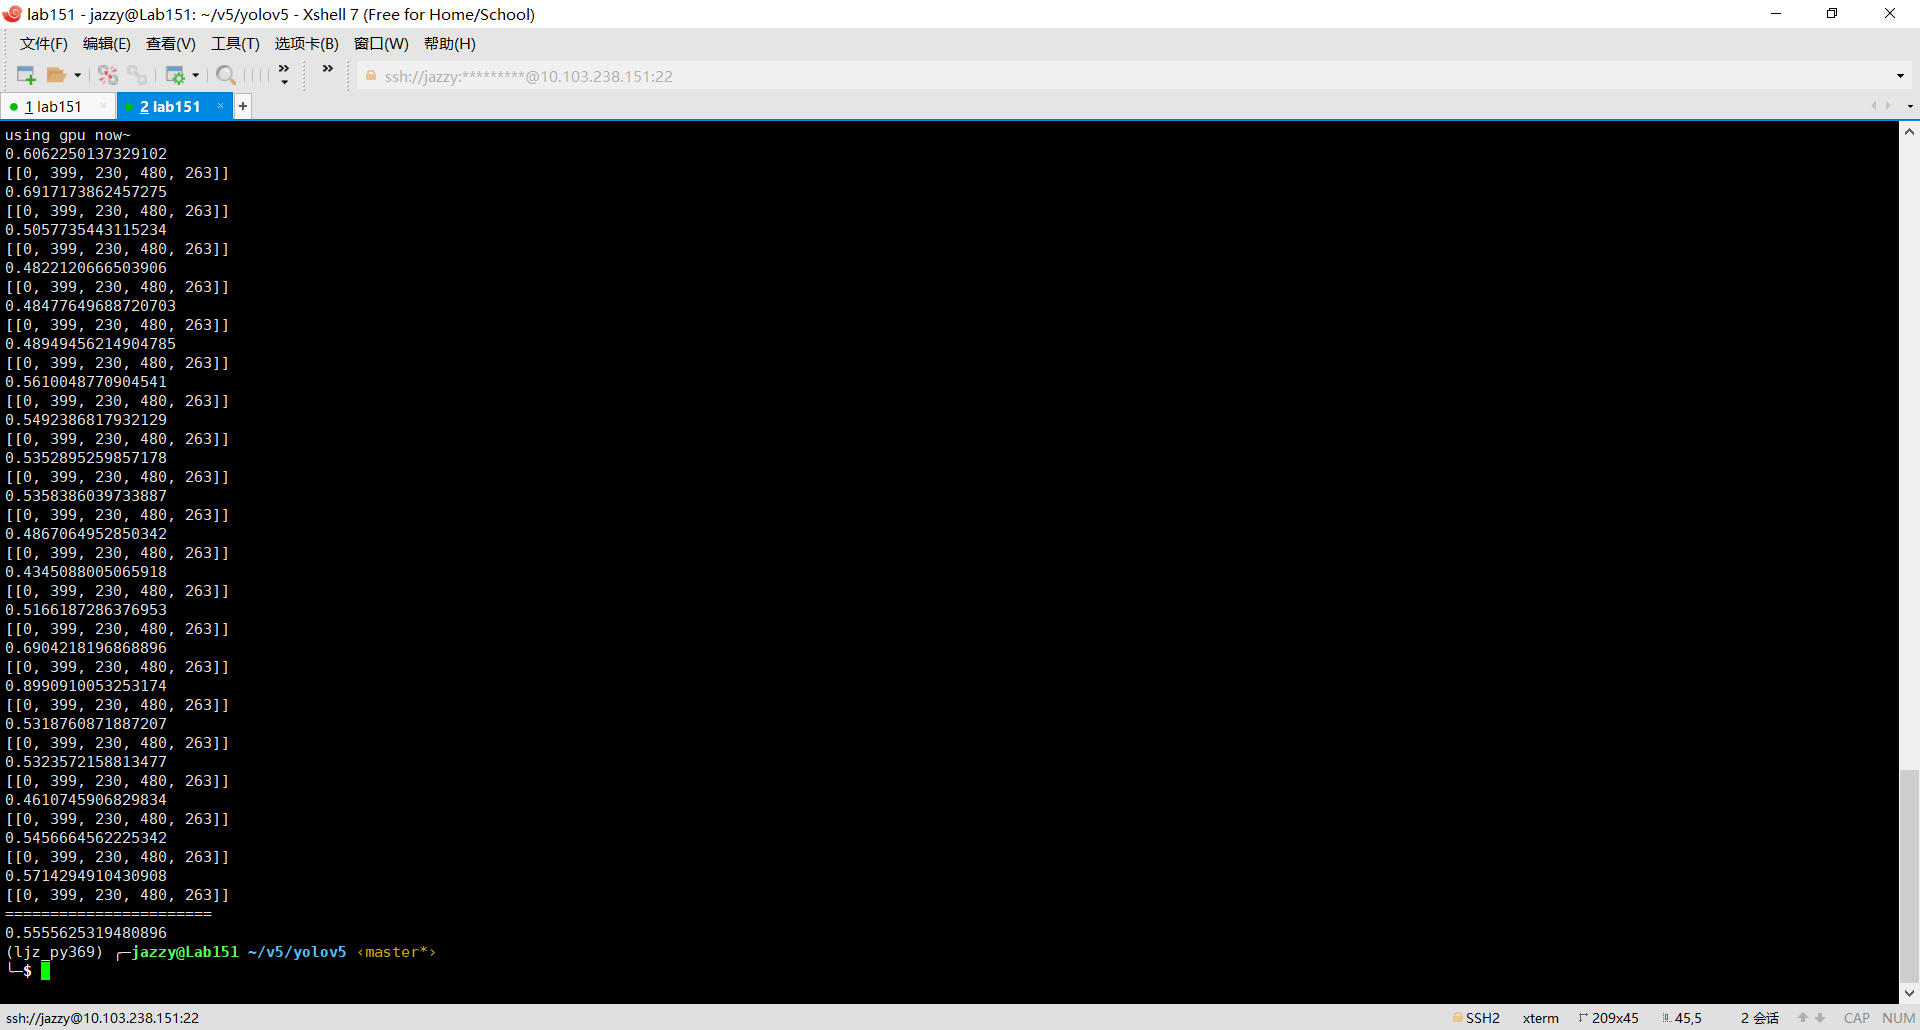 lab151 - jazzy@Lab151: ~/v5/yolov5 - Xshell 7 (Free for Home/School)
文件(F) 编辑(E) 查看(V) 工具(T) 选项卡(B) 窗口(W) 帮助(H)
ssh://jazzy:*********@10.103.238.151:22
1 lab151 2 lab151
using gpu now~
0.6062250137329102
[[0, 399, 230, 480, 263]]
0.6917173862457275
[[0, 399, 230, 480, 263]]
0.5057735443115234
[[0, 399, 230, 480, 263]]
0.4822120666503906
[[0, 399, 230, 480, 263]]
0.48477649688720703
[[0, 399, 230, 480, 263]]
0.48949456214904785
[[0, 399, 230, 480, 263]]
0.5610048770904541
[[0, 399, 230, 480, 263]]
0.5492386817932129
[[0, 399, 230, 480, 263]]
0.5352895259857178
[[0, 399, 230, 480, 263]]
0.5358386039733887
[[0, 399, 230, 480, 263]]
0.4867064952850342
[[0, 399, 230, 480, 263]]
0.4345088005065918
[[0, 399, 230, 480, 263]]
0.5166187286376953
[[0, 399, 230, 480, 263]]
0.6904218196868896
[[0, 399, 230, 480, 263]]
0.8990910053253174
[[0, 399, 230, 480, 263]]
0.5318760871887207
[[0, 399, 230, 480, 263]]
0.5323572158813477
[[0, 399, 230, 480, 263]]
0.4610745906829834
[[0, 399, 230, 480, 263]]
0.5456664562225342
[[0, 399, 230, 480, 263]]
0.5714294910430908
[[0, 399, 230, 480, 263]]
=======================
0.5555625319480896
(ljz_py369) ╭─jazzy@Lab151 ~/v5/yolov5 ‹master*›
╰─$
ssh://jazzy@10.103.238.151:22 SSH2 xterm 209x45 45,5 2 会话 CAP NUM